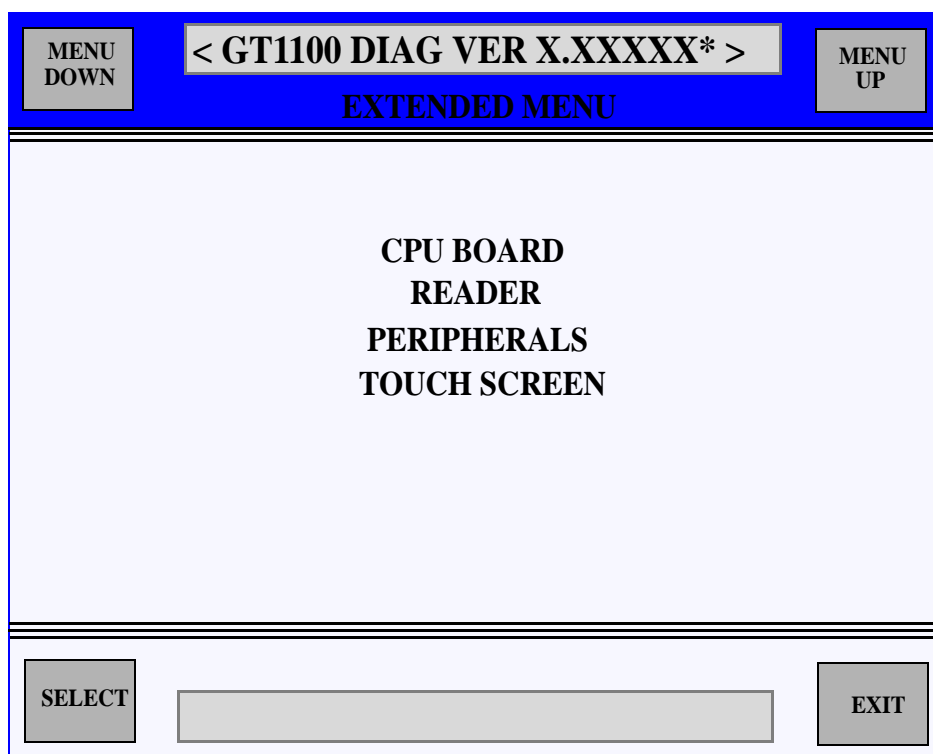 MENU
DOWN
< GT1100 DIAG VER X.XXXXX* >
MENU
UP
EXTENDED MENU
CPU BOARD
READER
PERIPHERALS
TOUCH SCREEN
SELECT
EXIT